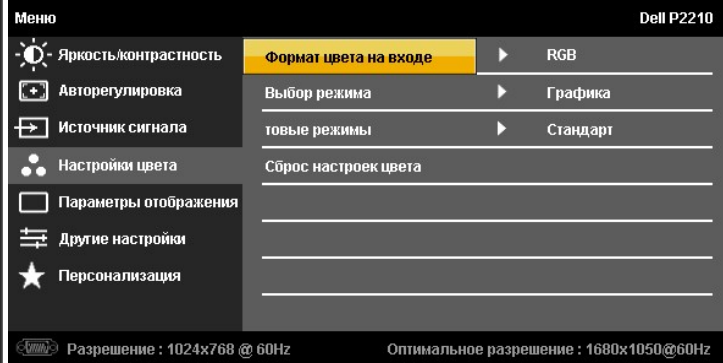 Меню Dell P2210
Яркость/контрастность Формат цвета на входе RGB
Авторегулировка Выбор режима Графика
Источник сигнала товые режимы Стандарт
Настройки цвета Сброс настроек цвета
Параметры отображения
Другие настройки
Персонализация
Разрешение : 1024x768 @ 60Hz Оптимальное разрешение : 1680x1050@60Hz